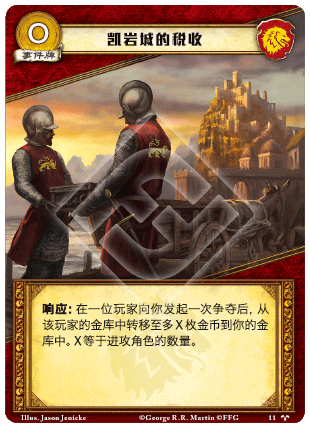 0
事件牌
凯岩城的税收
响应: 在一位玩家向你发起一次争夺后, 从
该玩家的金库中转移至多 X 枚金币到你的金
库中。X 等于进攻角色的数量。
Illus. Jason Jenicke
©George R.R. Martin ©FFG
11